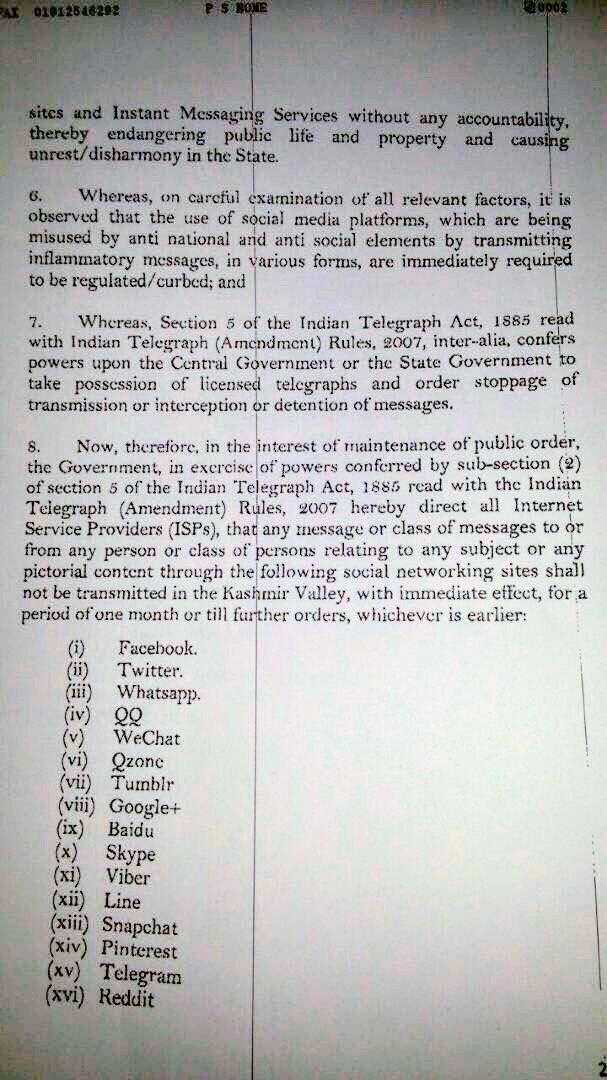 FAX 01912546292 P S HOME 0002
sites and Instant Messaging Services without any accountability,
thereby endangering public life and property and causing
unrest/disharmony in the State.
6. Whereas, on careful examination of all relevant factors, it is
observed that the use of social media platforms, which are being
misused by anti national and anti social elements by transmitting
inflammatory messages, in various forms, are immediately required
to be regulated/curbed; and
7. Whereas, Section 5 of the Indian Telegraph Act, 1885 read
with Indian Telegraph (Amendment) Rules, 2007, inter-alia, confers
powers upon the Central Government or the State Government to
take possession of licensed telegraphs and order stoppage of
transmission or interception or detention of messages.
8. Now, therefore, in the interest of maintenance of public order,
the Government, in exercise of powers conferred by sub-section (2)
of section 5 of the Indian Telegraph Act, 1885 read with the Indian
Telegraph (Amendment) Rules, 2007 hereby direct all Internet
Service Providers (ISPs), that any message or class of messages to or
from any person or class of persons relating to any subject or any
pictorial content through the following social networking sites shall
not be transmitted in the Kashmir Valley, with immediate effect, for a
period of one month or till further orders, whichever is earlier:
(i) Facebook.
(ii) Twitter.
(iii) Whatsapp.
(iv) QQ
(v) WeChat
(vi) Qzone
(vii) Tumblr
(viii) Google+
(ix) Baidu
(x) Skype
(xi) Viber
(xii) Line
(xiii) Snapchat
(xiv) Pinterest
(xv) Telegram
(xvi) Reddit
2